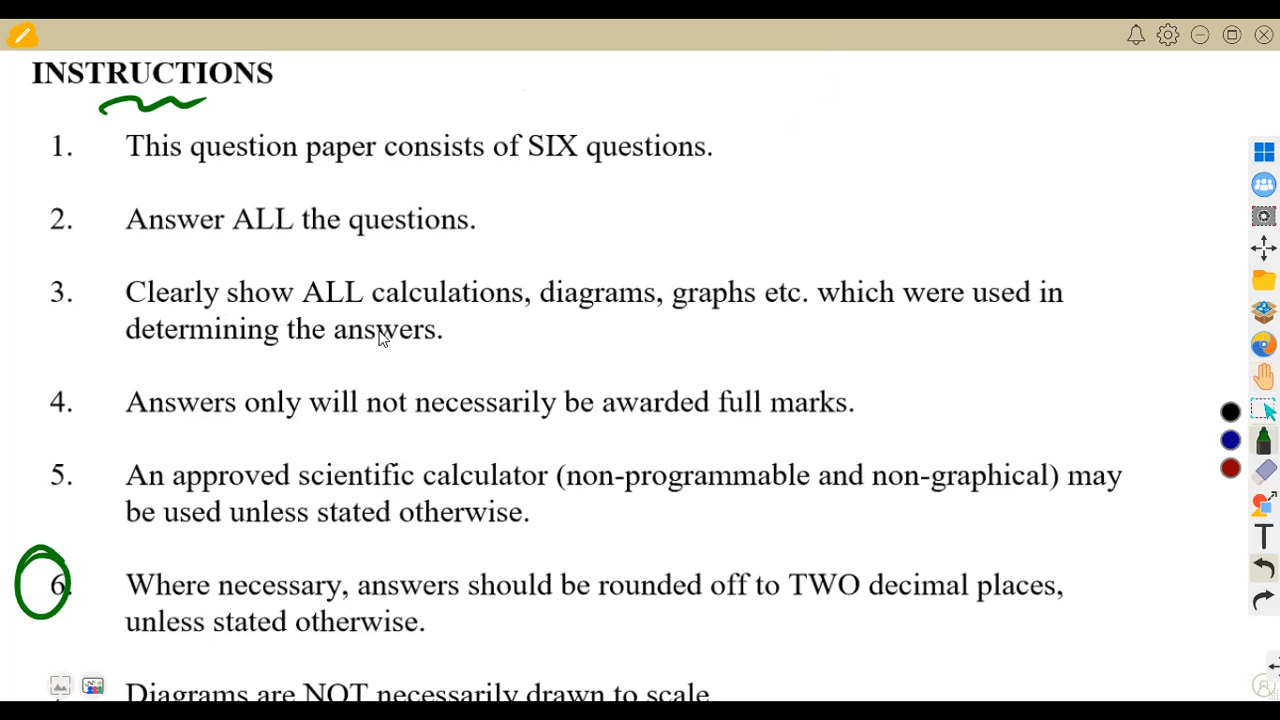 INSTRUCTIONS
1. This question paper consists of SIX questions.
2. Answer ALL the questions.
3. Clearly show ALL calculations, diagrams, graphs etc. which were used in
determining the answers.
4. Answers only will not necessarily be awarded full marks.
5. An approved scientific calculator (non-programmable and non-graphical) may
be used unless stated otherwise.
6. Where necessary, answers should be rounded off to TWO decimal places,
unless stated otherwise.
Diagrams are NOT necessarily drawn to scale.